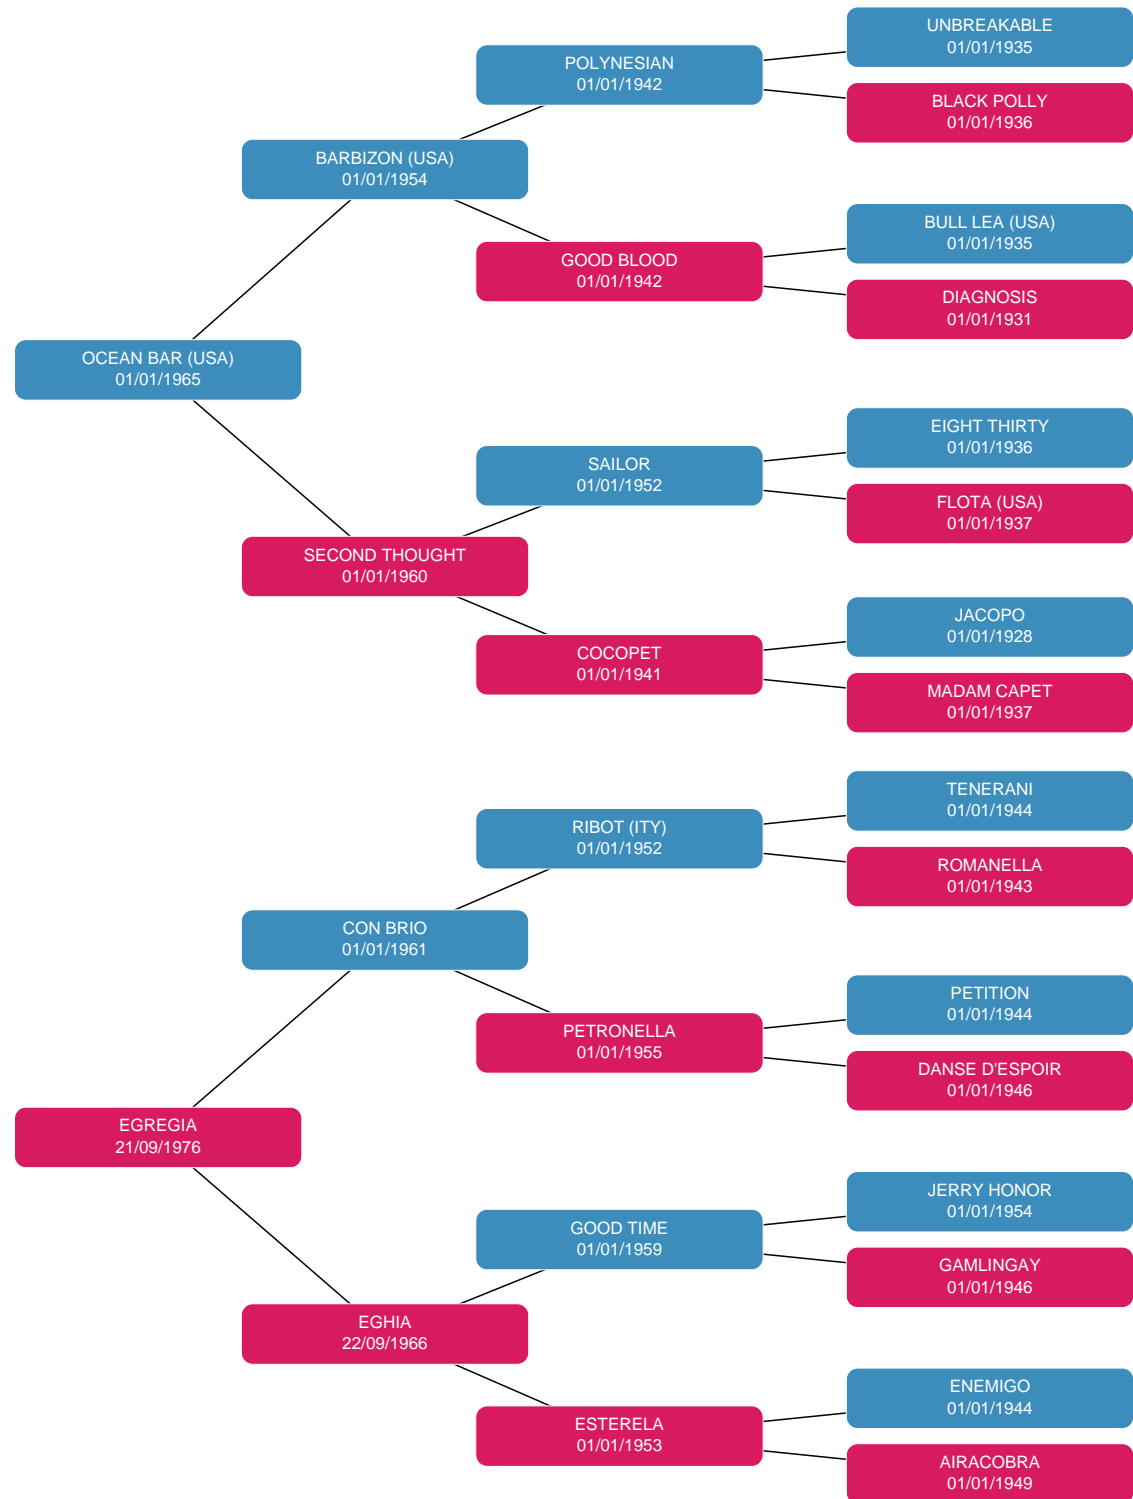 UNBREAKABLE
01/01/1935
POLYNESIAN
01/01/1942
BLACK POLLY
01/01/1936
BARBIZON (USA)
01/01/1954
BULL LEA (USA)
01/01/1935
GOOD BLOOD
01/01/1942
DIAGNOSIS
01/01/1931
OCEAN BAR (USA)
01/01/1965
EIGHT THIRTY
01/01/1936
SAILOR
01/01/1952
FLOTA (USA)
01/01/1937
SECOND THOUGHT
01/01/1960
JACOPO
01/01/1928
COCOPET
01/01/1941
MADAM CAPET
01/01/1937
TENERANI
01/01/1944
RIBOT (ITY)
01/01/1952
ROMANELLA
01/01/1943
CON BRIO
01/01/1961
PETITION
01/01/1944
PETRONELLA
01/01/1955
DANSE D'ESPOIR
01/01/1946
EGREGIA
21/09/1976
JERRY HONOR
01/01/1954
GOOD TIME
01/01/1959
GAMLINGAY
01/01/1946
EGHIA
22/09/1966
ENEMIGO
01/01/1944
ESTERELA
01/01/1953
AIRACOBRA
01/01/1949